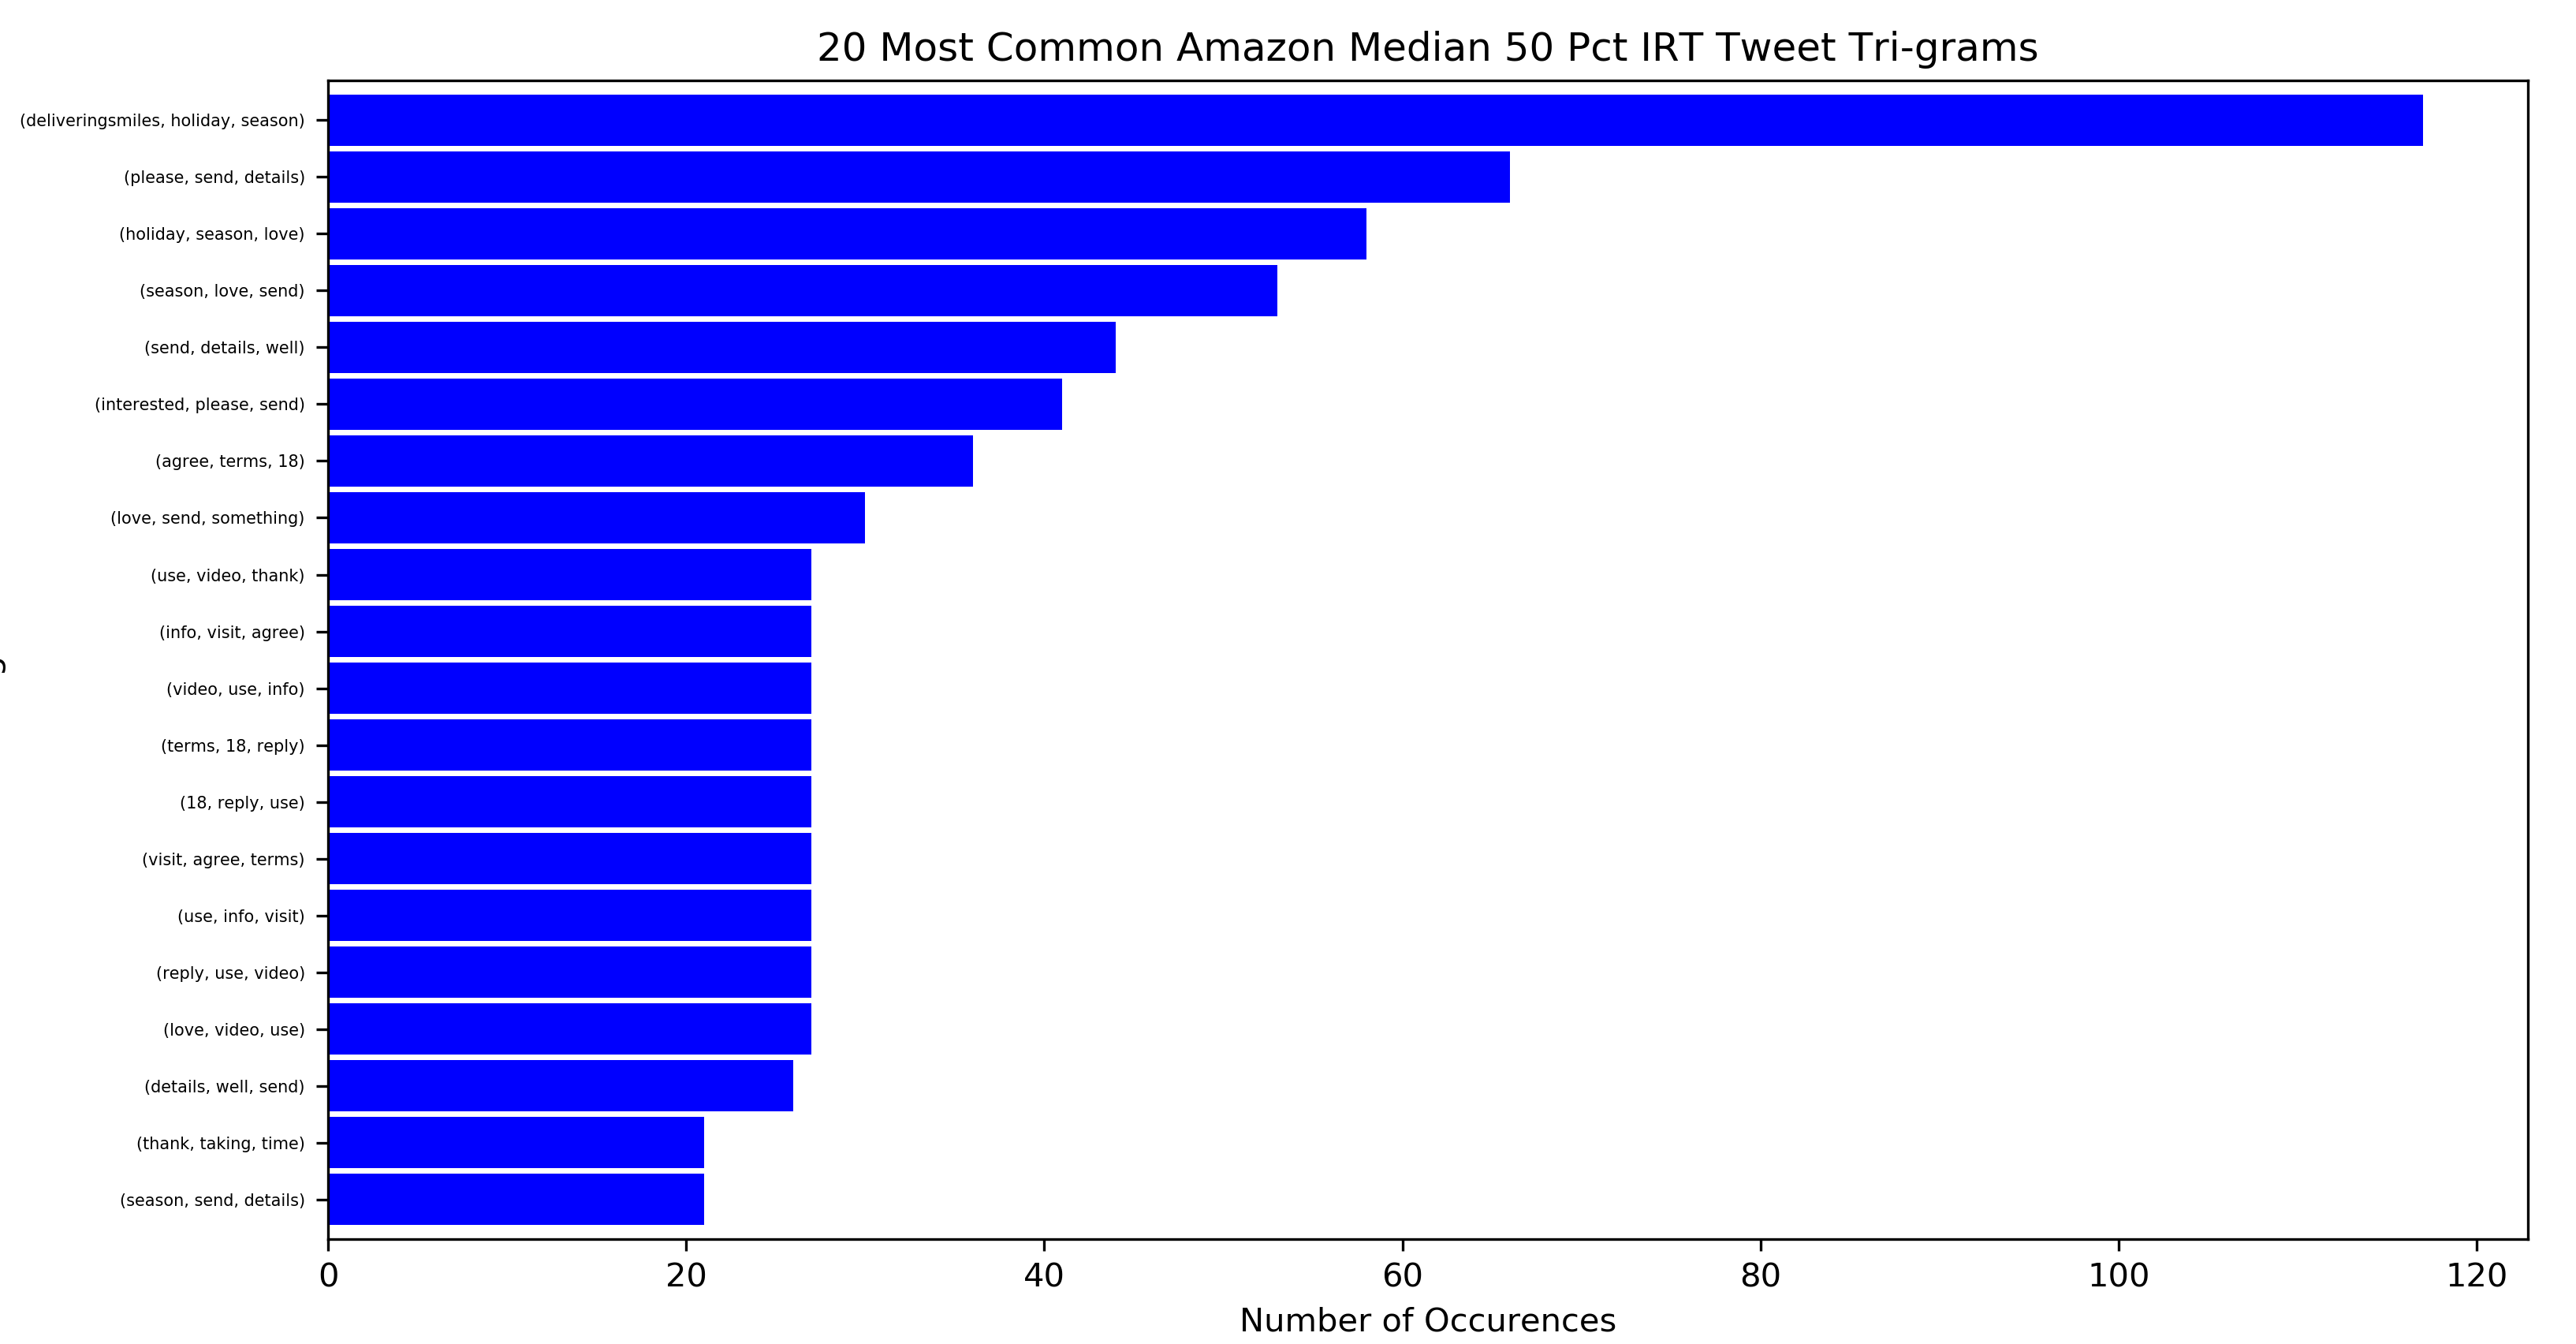 20 Most Common Amazon Median 50 Pct IRT Tweet Tri-grams
(deliveringsmiles, holiday, season)
(please, send, details)
(holiday, season, love)
(season, love, send)
(send, details, well)
(interested, please, send)
(agree, terms, 18)
(love, send, something)
(use, video, thank)
(info, visit, agree)
(video, use, info)
(terms, 18, reply)
(18, reply, use)
(visit, agree, terms)
(use, info, visit)
(reply, use, video)
(love, video, use)
(details, well, send)
(thank, taking, time)
(season, send, details)
0 20 40 60 80 100 120
Number of Occurences